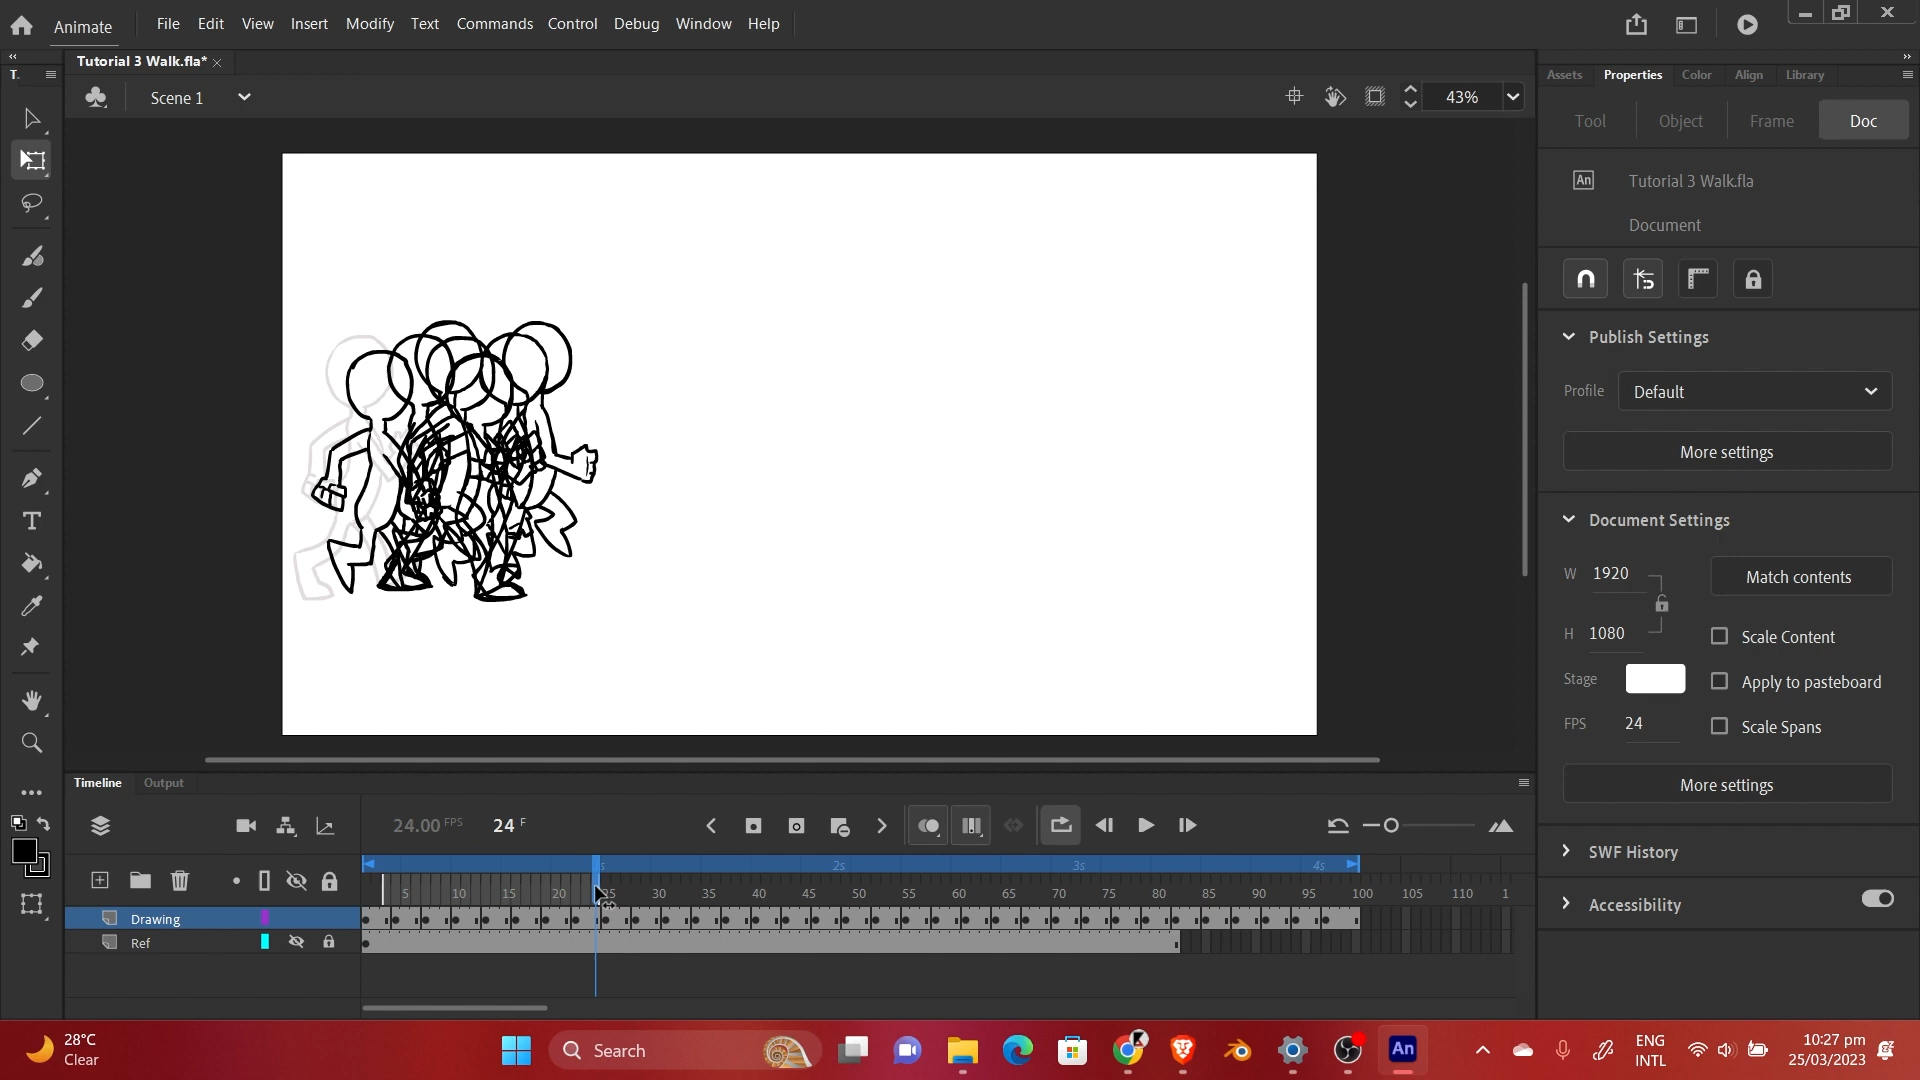 Animate File Edit View Insert Modify Text Commands Control Debug Window Help
Tutorial 3 Walk.fla*
T.
Scene 1
43%
Assets Properties Color Align Library
Tool Object Frame Doc
An Tutorial 3 Walk.fla
Document
Publish Settings
Profile Default
More settings
Document Settings
W 1920 Match contents
H 1080 Scale Content
Stage Apply to pasteboard
FPS 24 Scale Spans
More settings
SWF History
Accessibility
Timeline Output
24.00 FPS 24 F
2s 3s 4s
5 10 15 20 25 30 35 40 45 50 55 60 65 70 75 80 85 90 95 100 105 110 1
Drawing
Ref
28°C
Clear
Search
An
ENG
INTL
10:27 pm
25/03/2023